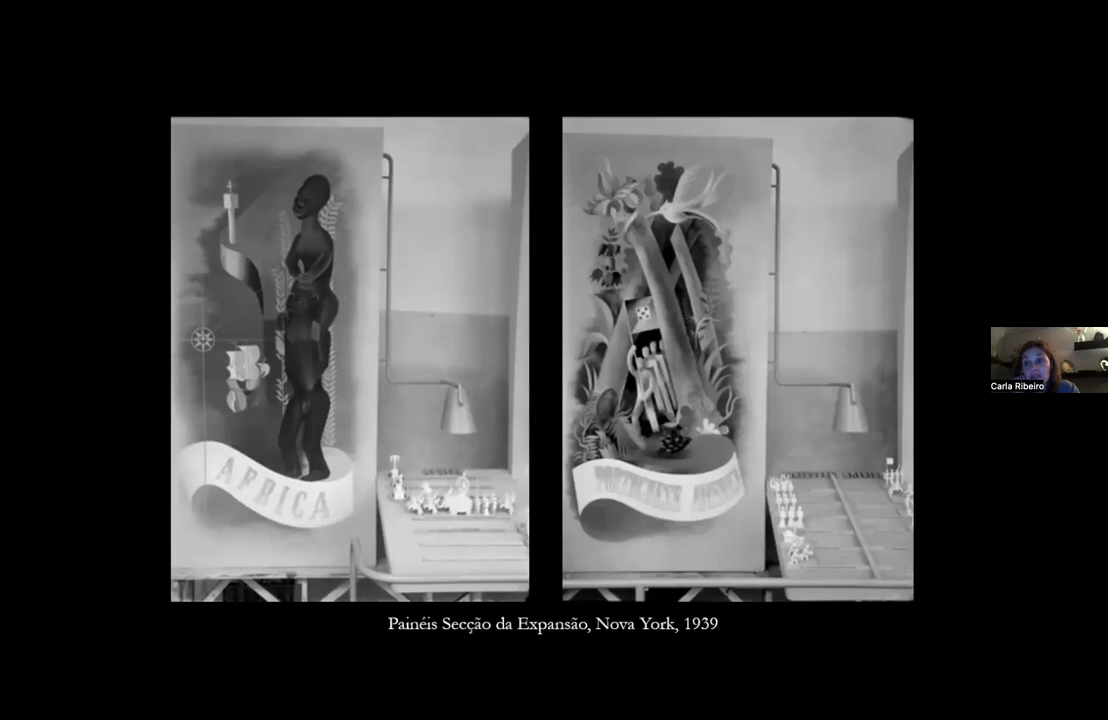 AFRICA
Painéis Secção da Expansão, Nova York, 1939
Carla Ribeiro